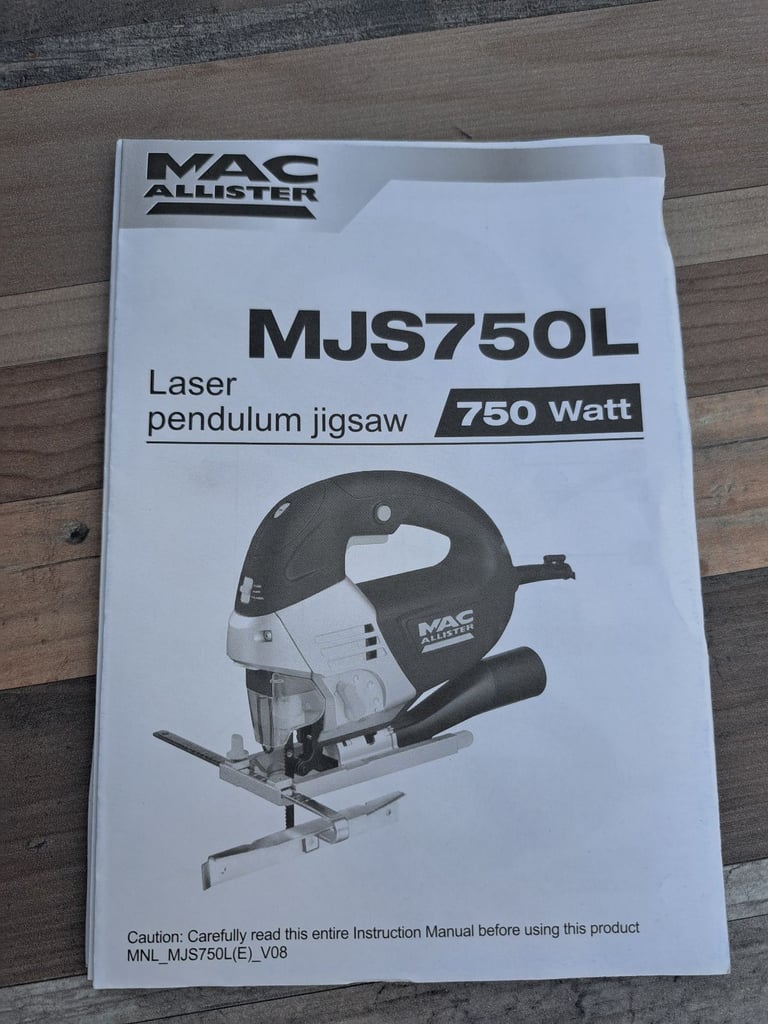 MAC
ALLISTER
MJS750L
Laser
pendulum jigsaw
750 Watt
MAC
ALLISTER
Caution: Carefully read this entire Instruction Manual before using this product
MNL_MJS750L(E)_V08